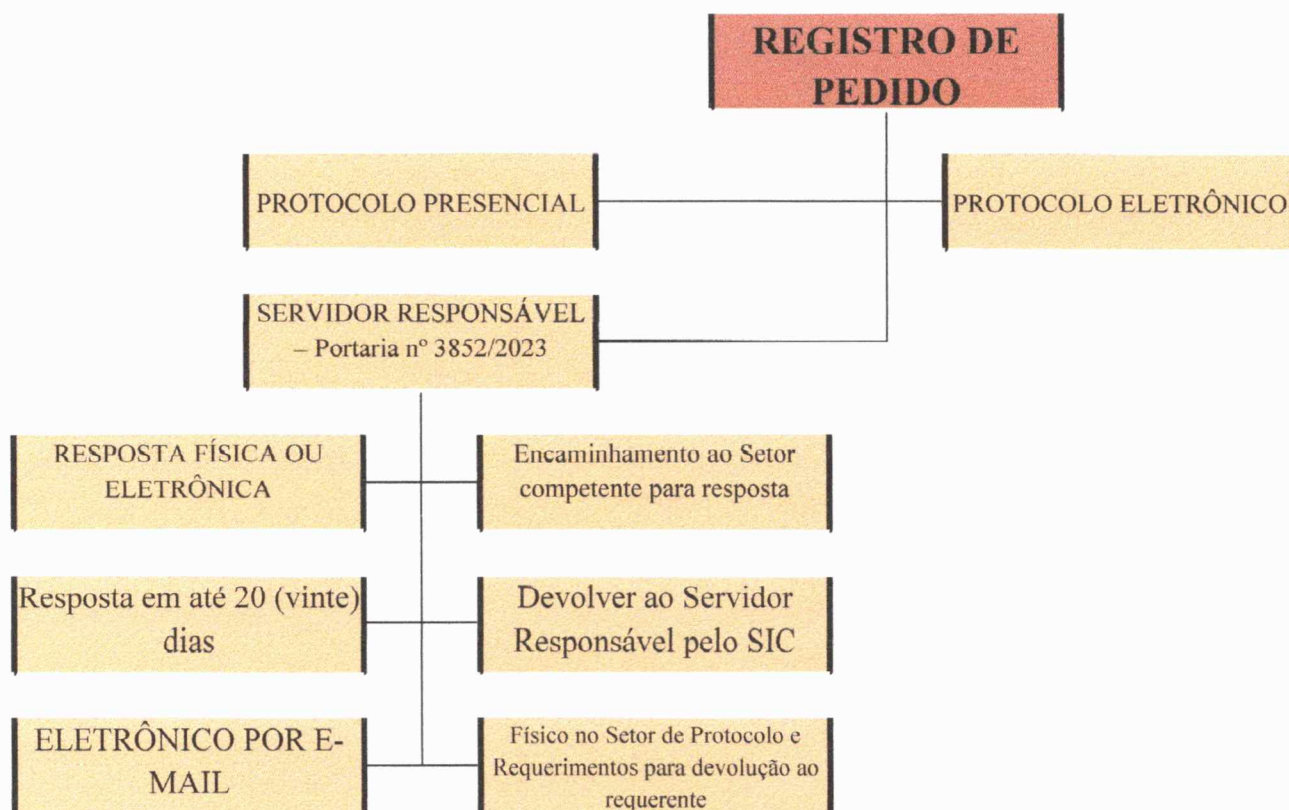 REGISTRO DE
PEDIDO
PROTOCOLO PRESENCIAL
PROTOCOLO ELETRÔNICO
SERVIDOR RESPONSÁVEL
– Portaria nº 3852/2023
RESPOSTA FÍSICA OU
ELETRÔNICA
Encaminhamento ao Setor
competente para resposta
Resposta em até 20 (vinte)
dias
Devolver ao Servidor
Responsável pelo SIC
ELETRÔNICO POR E-
MAIL
Físico no Setor de Protocolo e
Requerimentos para devolução ao
requerente